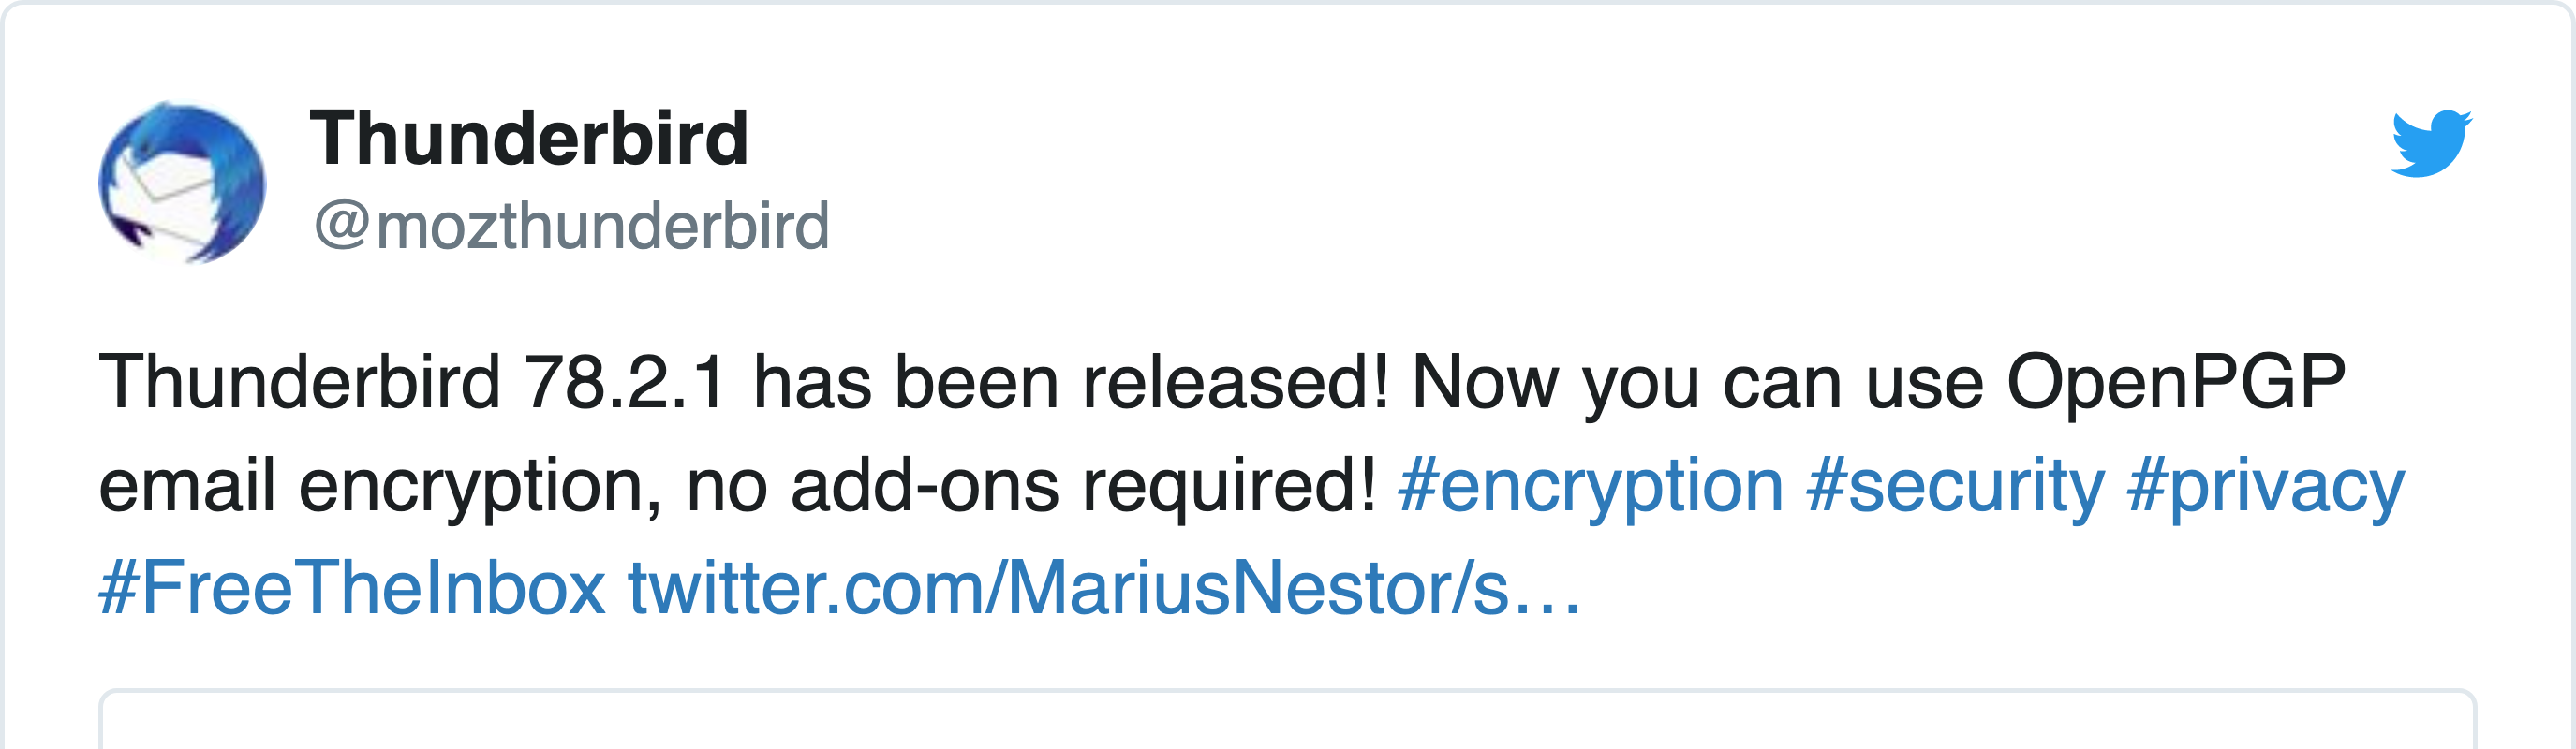 Thunderbird
@mozthunderbird
Thunderbird 78.2.1 has been released! Now you can use OpenPGP
email encryption, no add-ons required! #encryption #security #privacy
#FreeTheInbox twitter.com/MariusNestor/s…